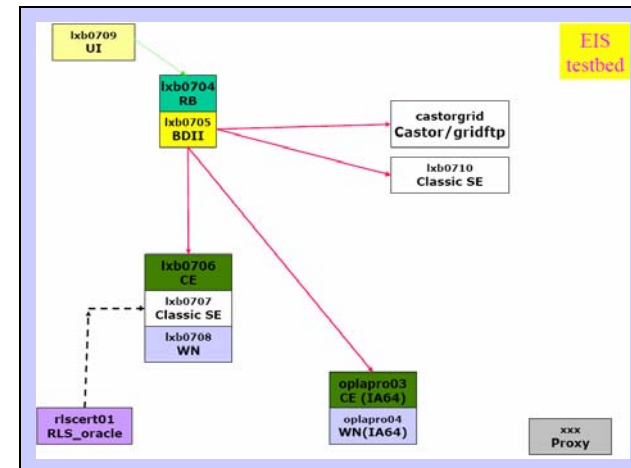 lxb0709
UI
EIS
testbed
lxb0704
RB
lxb0705
BDII
castorgrid
Castor/gridftp
lxb0710
Classic SE
lxb0706
CE
lxb0707
Classic SE
lxb0708
WN
oplapro03
CE (IA64)
oplapro04
WN(IA64)
rlscert01
RLS_oracle
xxx
Proxy